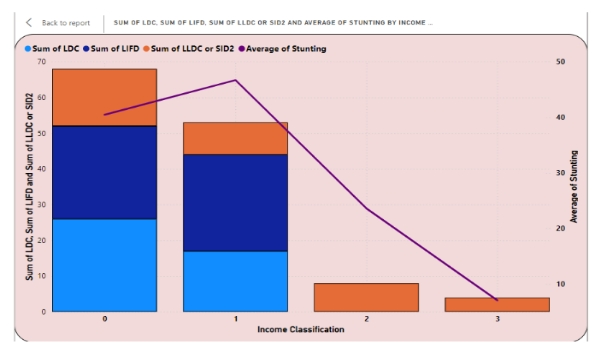 Back to report
SUM OF LDC, SUM OF LIFD, SUM OF LLDC OR SID2 AND AVERAGE OF STUNTING BY INCOME ...
Sum of LDC Sum of LIFD Sum of LLDC or SID2 Average of Stunting
Sum of LDC, Sum of LIFD and Sum of LLDC or SID2
70
60
50
40
30
20
10
0
50
40
30
20
10
Average of Stunting
0 1 2 3
Income Classification